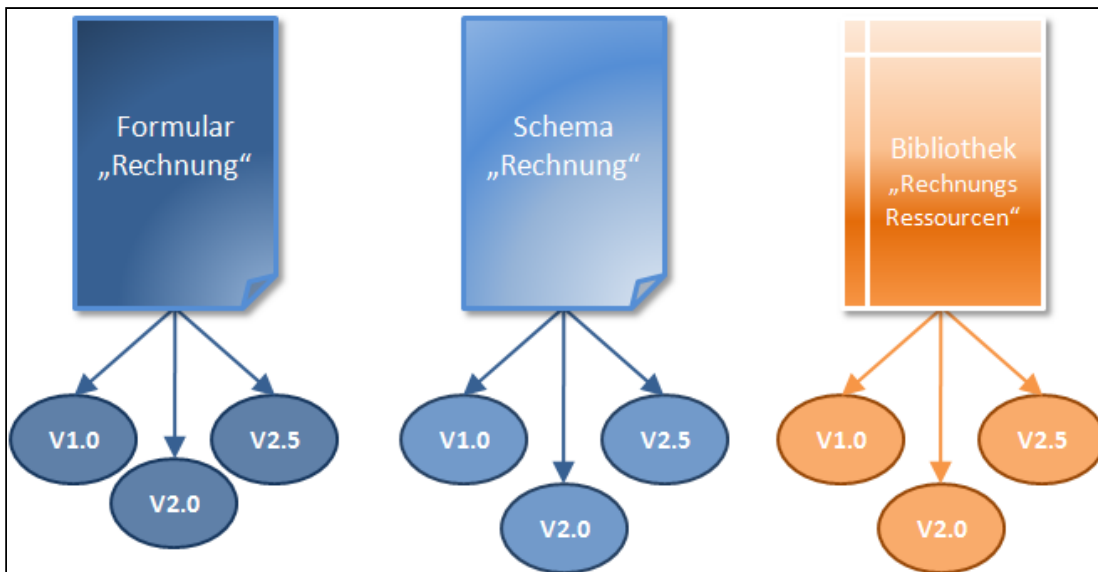 Formular
„Rechnung“
V1.0
V2.5
V2.0
Schema
„Rechnung“
V1.0
V2.5
V2.0
Bibliothek
„Rechnungs
Ressourcen“
V1.0
V2.5
V2.0